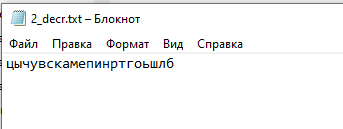 2_decr.txt – Блокнот
Файл Правка Формат Вид Справка
цычувскамепинртгоьшлб